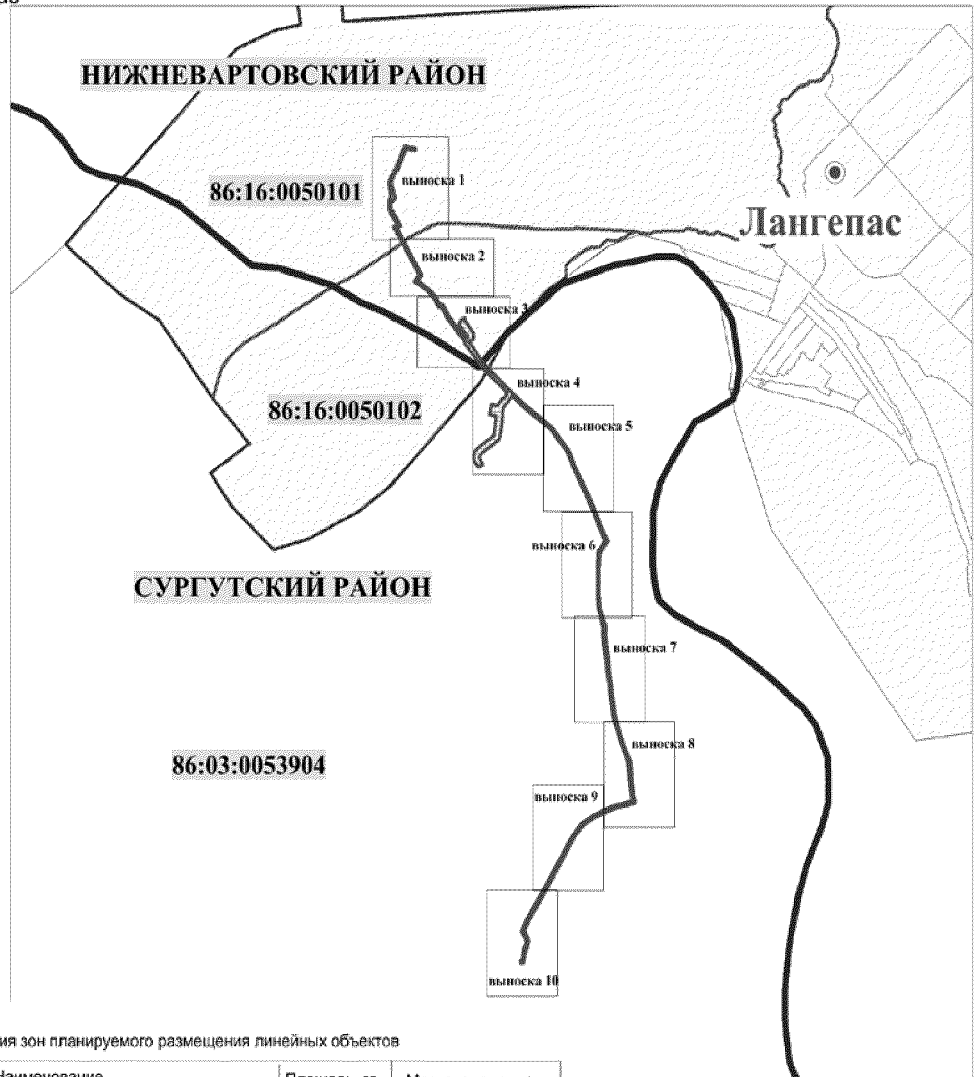 НИЖНЕВАРТОВСКИЙ РАЙОН
выноска 1
86:16:0050101
Лангепас
выноска 2
выноска 3
выноска 4
86:16:0050102
выноска 5
выноска 6
СУРГУТСКИЙ РАЙОН
выноска 7
выноска 8
86:03:0053904
выноска 9
выноска 10
ия зон планируемого размещения линейных объектов
Наименование